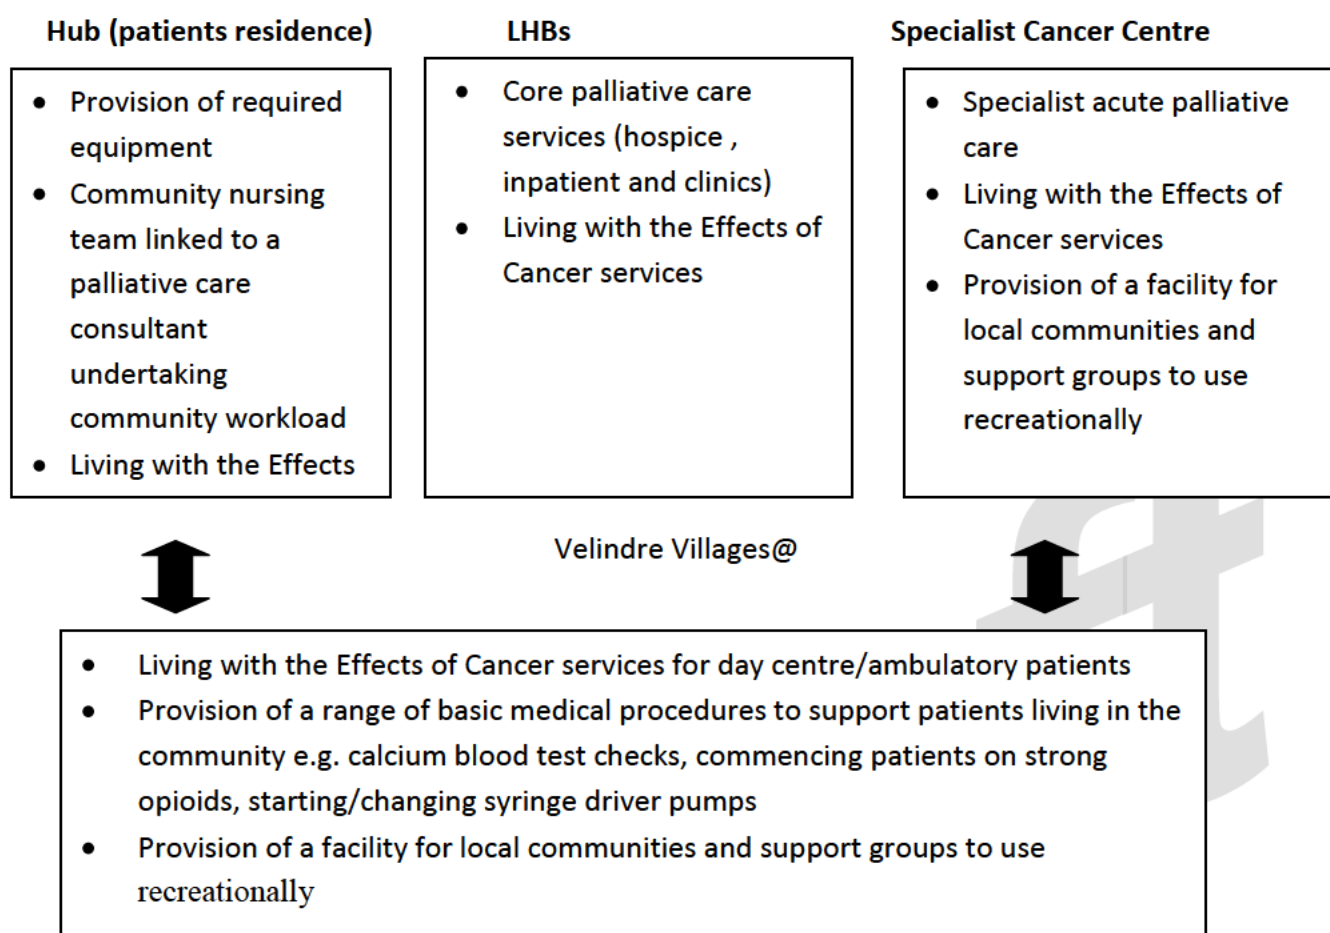 Hub (patients residence)
LHBs
Specialist Cancer Centre
• Provision of required
equipment
• Community nursing
team linked to a
palliative care
consultant
undertaking
community workload
• Living with the Effects
• Core palliative care
services (hospice ,
inpatient and clinics)
• Living with the Effects of
Cancer services
• Specialist acute palliative
care
• Living with the Effects of
Cancer services
• Provision of a facility for
local communities and
support groups to use
recreationally
Velindre Villages@
• Living with the Effects of Cancer services for day centre/ambulatory patients
• Provision of a range of basic medical procedures to support patients living in the
community e.g. calcium blood test checks, commencing patients on strong
opioids, starting/changing syringe driver pumps
• Provision of a facility for local communities and support groups to use
recreationally